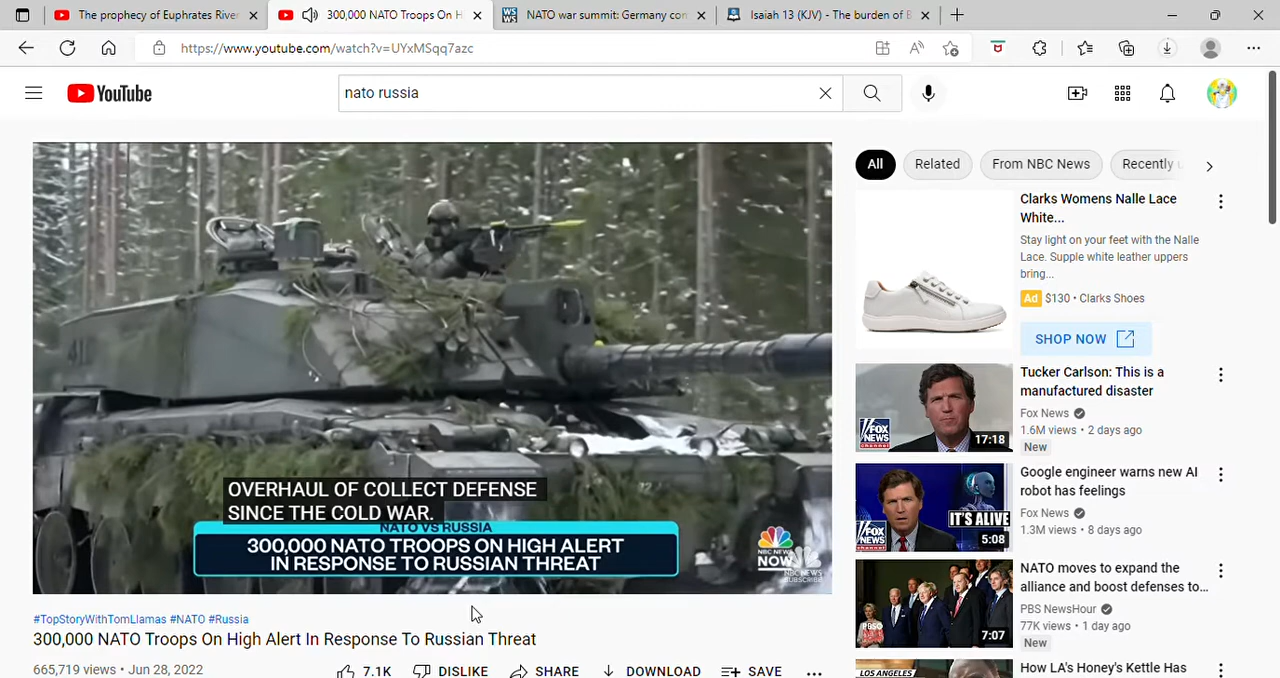 The prophecy of Euphrates River
300,000 NATO Troops On H
NATO war summit: Germany con
Isaiah 13 (KJV) - The burden of B
https://www.youtube.com/watch?v=UYxMSqq7azc
YouTube
nato russia
All
Related
From NBC News
Recently u
OVERHAUL OF COLLECT DEFENSE
SINCE THE COLD WAR.
NATO VS RUSSIA
300,000 NATO TROOPS ON HIGH ALERT
IN RESPONSE TO RUSSIAN THREAT
NBC NEWS
NOW
NBC NEWS
SUBSCRIBE
#TopStoryWithTomLlamas #NATO #Russia
300,000 NATO Troops On High Alert In Response To Russian Threat
665,719 views • Jun 28, 2022
7.1K
DISLIKE
SHARE
DOWNLOAD
SAVE
Clarks Womens Nalle Lace
White...
Stay light on your feet with the Nalle
Lace. Supple white leather uppers
bring...
Ad $130 • Clarks Shoes
SHOP NOW
FOX
NEWS
channel
17:18
Tucker Carlson: This is a
manufactured disaster
Fox News
1.6M views • 2 days ago
New
IT'S ALIVE
FOX
NEWS
5:08
Google engineer warns new AI
robot has feelings
Fox News
1.3M views • 8 days ago
7:07
NATO moves to expand the
alliance and boost defenses to...
PBS NewsHour
77K views • 1 day ago
New
LOS ANGELES
How LA's Honey's Kettle Has